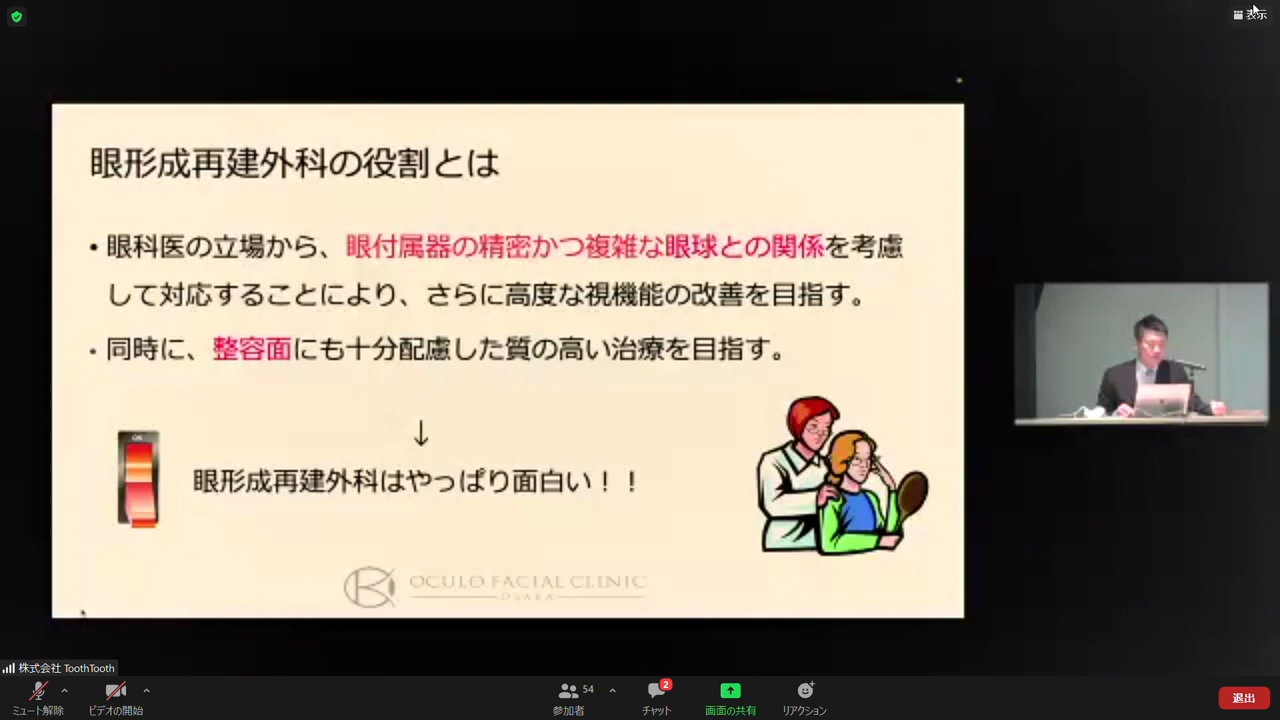 表示
眼形成再建外科の役割とは
• 眼科医の立場から、眼付属器の精密かつ複雑な眼球との関係を考慮
して対応することにより、さらに高度な視機能の改善を目指す。
• 同時に、整容面にも十分配慮した質の高い治療を目指す。
↓
ON
眼形成再建外科はやっぱり面白い！！
OCULO FACIAL CLINIC
OSAKA
株式会社 ToothTooth
ミュート解除
ビデオの開始
54
参加者
2
チャット
画面の共有
リアクション
退出